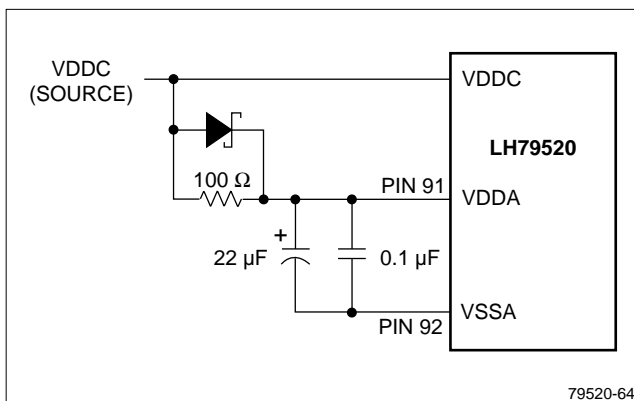 VDDC
(SOURCE)
VDDC
LH79520
100 Ω
PIN 91
VDDA
+
22 µF
0.1 µF
VSSA
PIN 92
79520-64